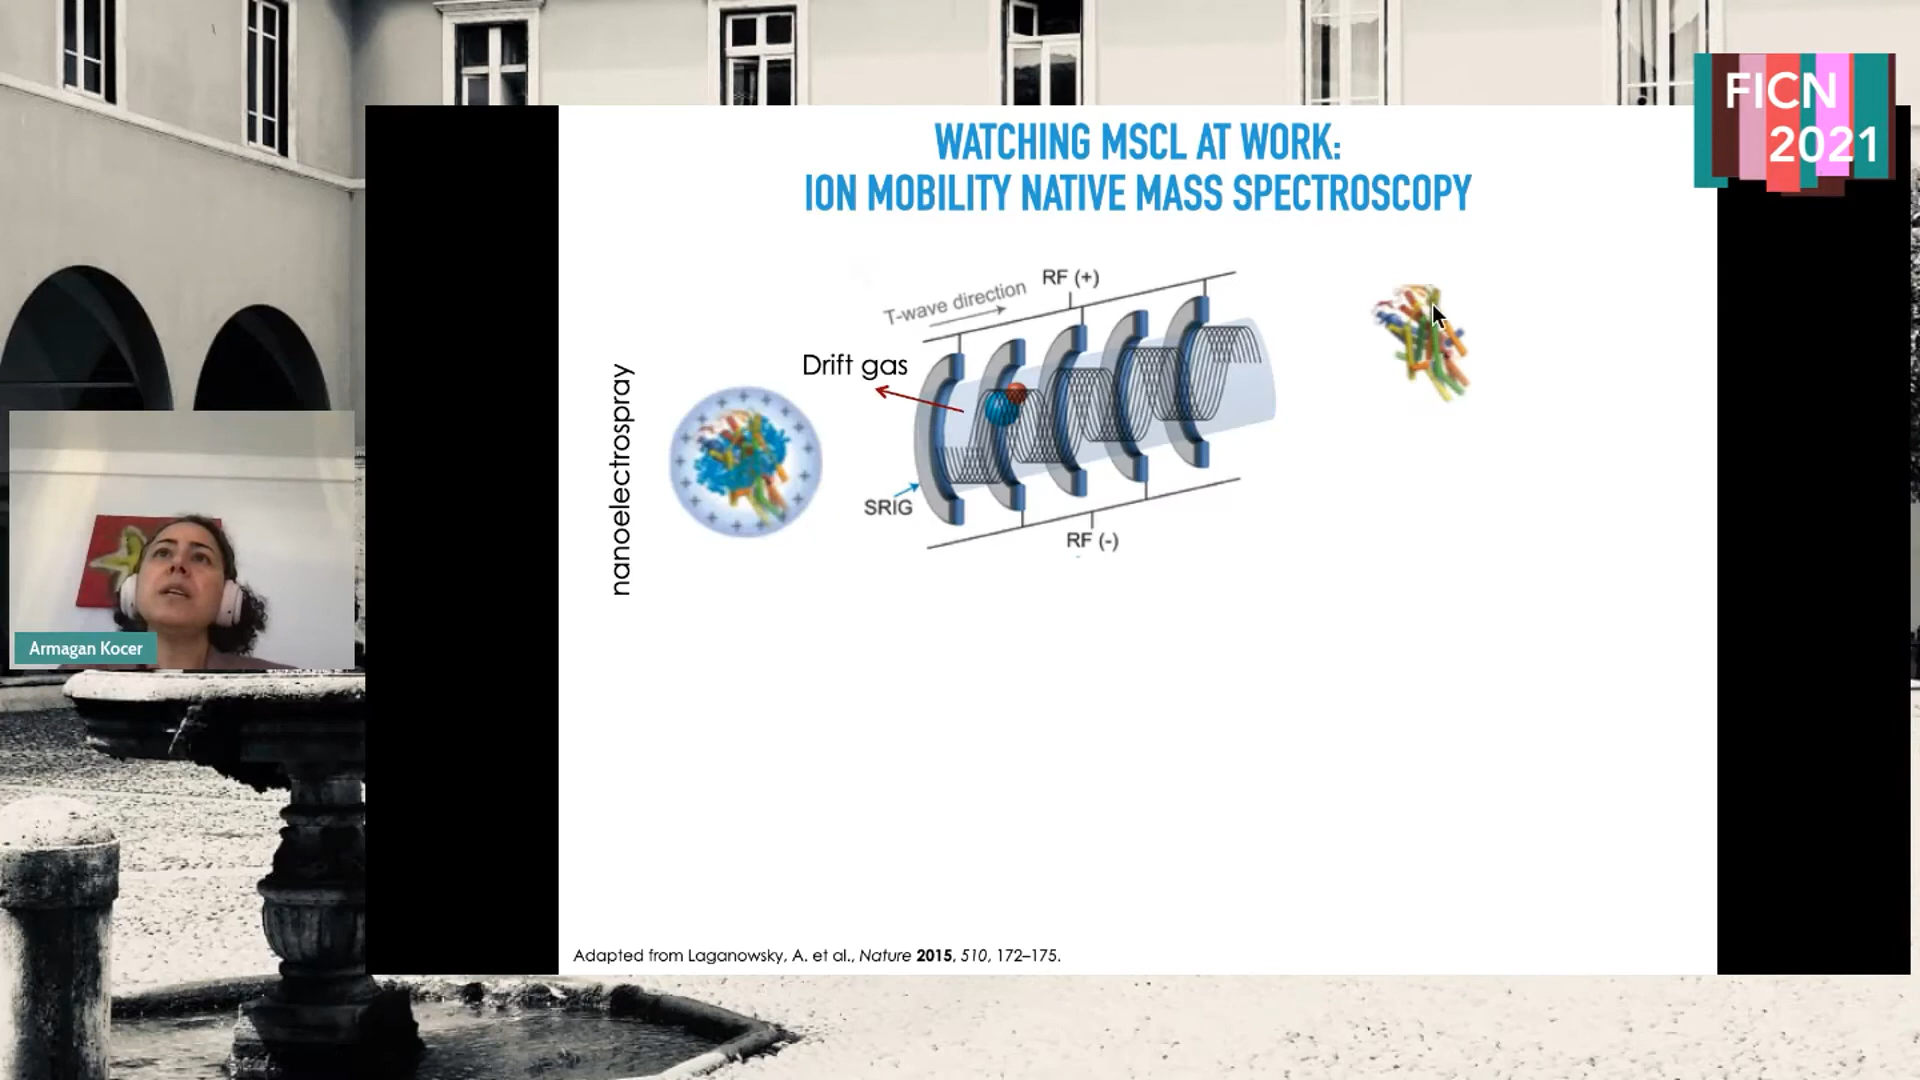 FICN
2021
WATCHING MSCL AT WORK:
ION MOBILITY NATIVE MASS SPECTROSCOPY
RF (+)
T-wave direction
Drift gas
nanoelectrospray
SRIG
RF (-)
Armagan Kocer
Adapted from Laganowsky, A. et al., Nature 2015, 510, 172–175.